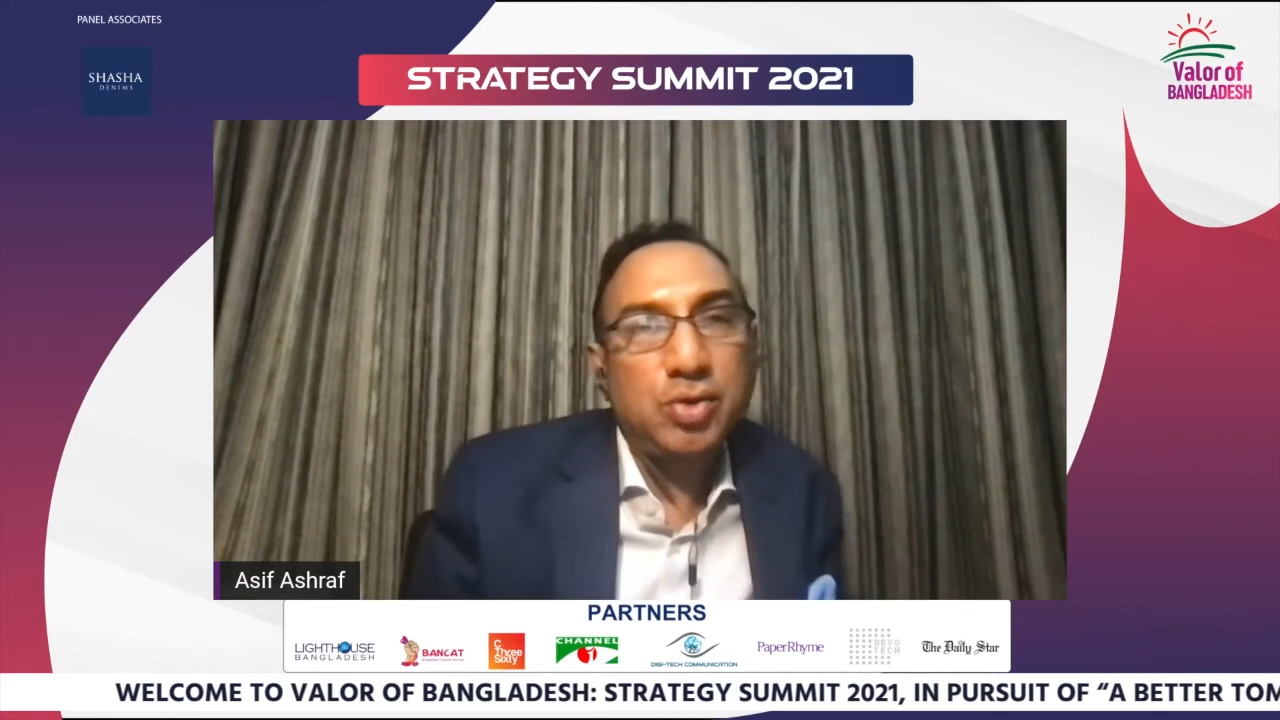 PANEL ASSOCIATES
SHASHA
DENIMS
STRATEGY SUMMIT 2021
Valor of
BANGLADESH
Asif Ashraf
PARTNERS
LIGHTHOUSE
BANGLADESH
BANCAT
C
Three
Sixty
CHANNEL
i
DIGI-TECH COMMUNICATION
PaperRhyme
DEVO
TECH
The Daily Star
WELCOME TO VALOR OF BANGLADESH: STRATEGY SUMMIT 2021, IN PURSUIT OF “A BETTER TOM